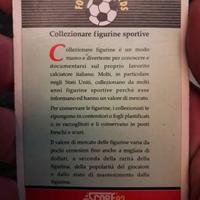 Collezionare figurine sportive
Collezionare figurine è un modo
nuovo e divertente per conoscere e
documentarsi sul proprio favorito
calciatore italiano. Molti, in particolare
negli Stati Uniti, collezionano da molti
anni figurine sportive perché esse
informano ed hanno un valore di mercato.
Per conservare le figurine, i collezionisti le
ripongono in contenitori e fogli plastificati
o in raccoglitori e li conservano in posti
freschi e scuri.
Il valore di mercato delle figurine varia da
pochi centesimi fino anche a migliaia di
dollari, a seconda della rarità della
figurina, della popolarità del giocatore
e dallo stato di mantenimento dalla
figurina.
SCORE 92